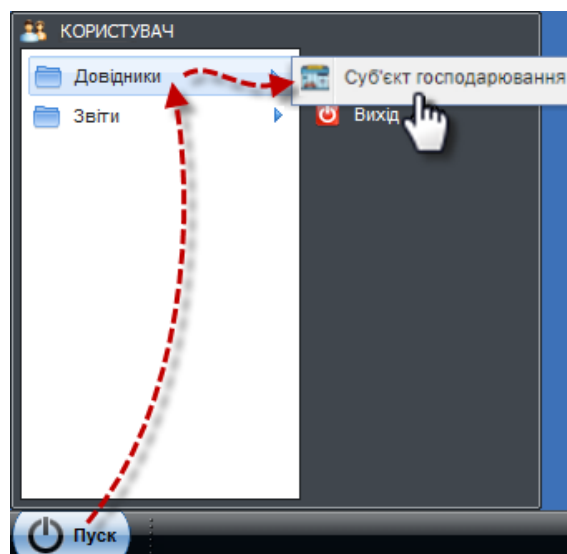 КОРИСТУВАЧ
Довідники
Суб'єкт господарювання
Звіти
Вихід
Пуск